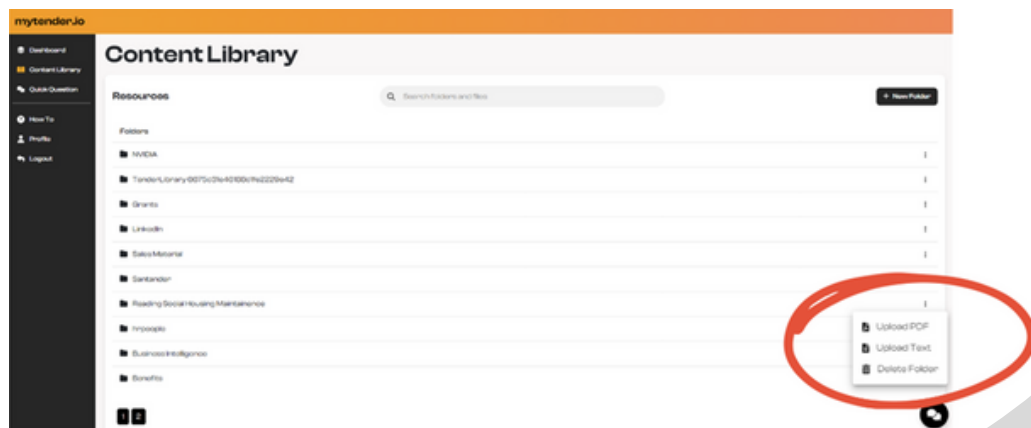 mytender.io
Dashboard
Content Library
Quick Question
How To
Profile
Logout
Content Library
Resources
Search folders and files
+ New Folder
Folders
NVIDIA
Grants
LinkedIn
Sales Material
Santander
Reading Social Housing Maintainence
hrpeople
Business Intelligence
Benefits
Upload PDF
Upload Text
Delete Folder
1 2